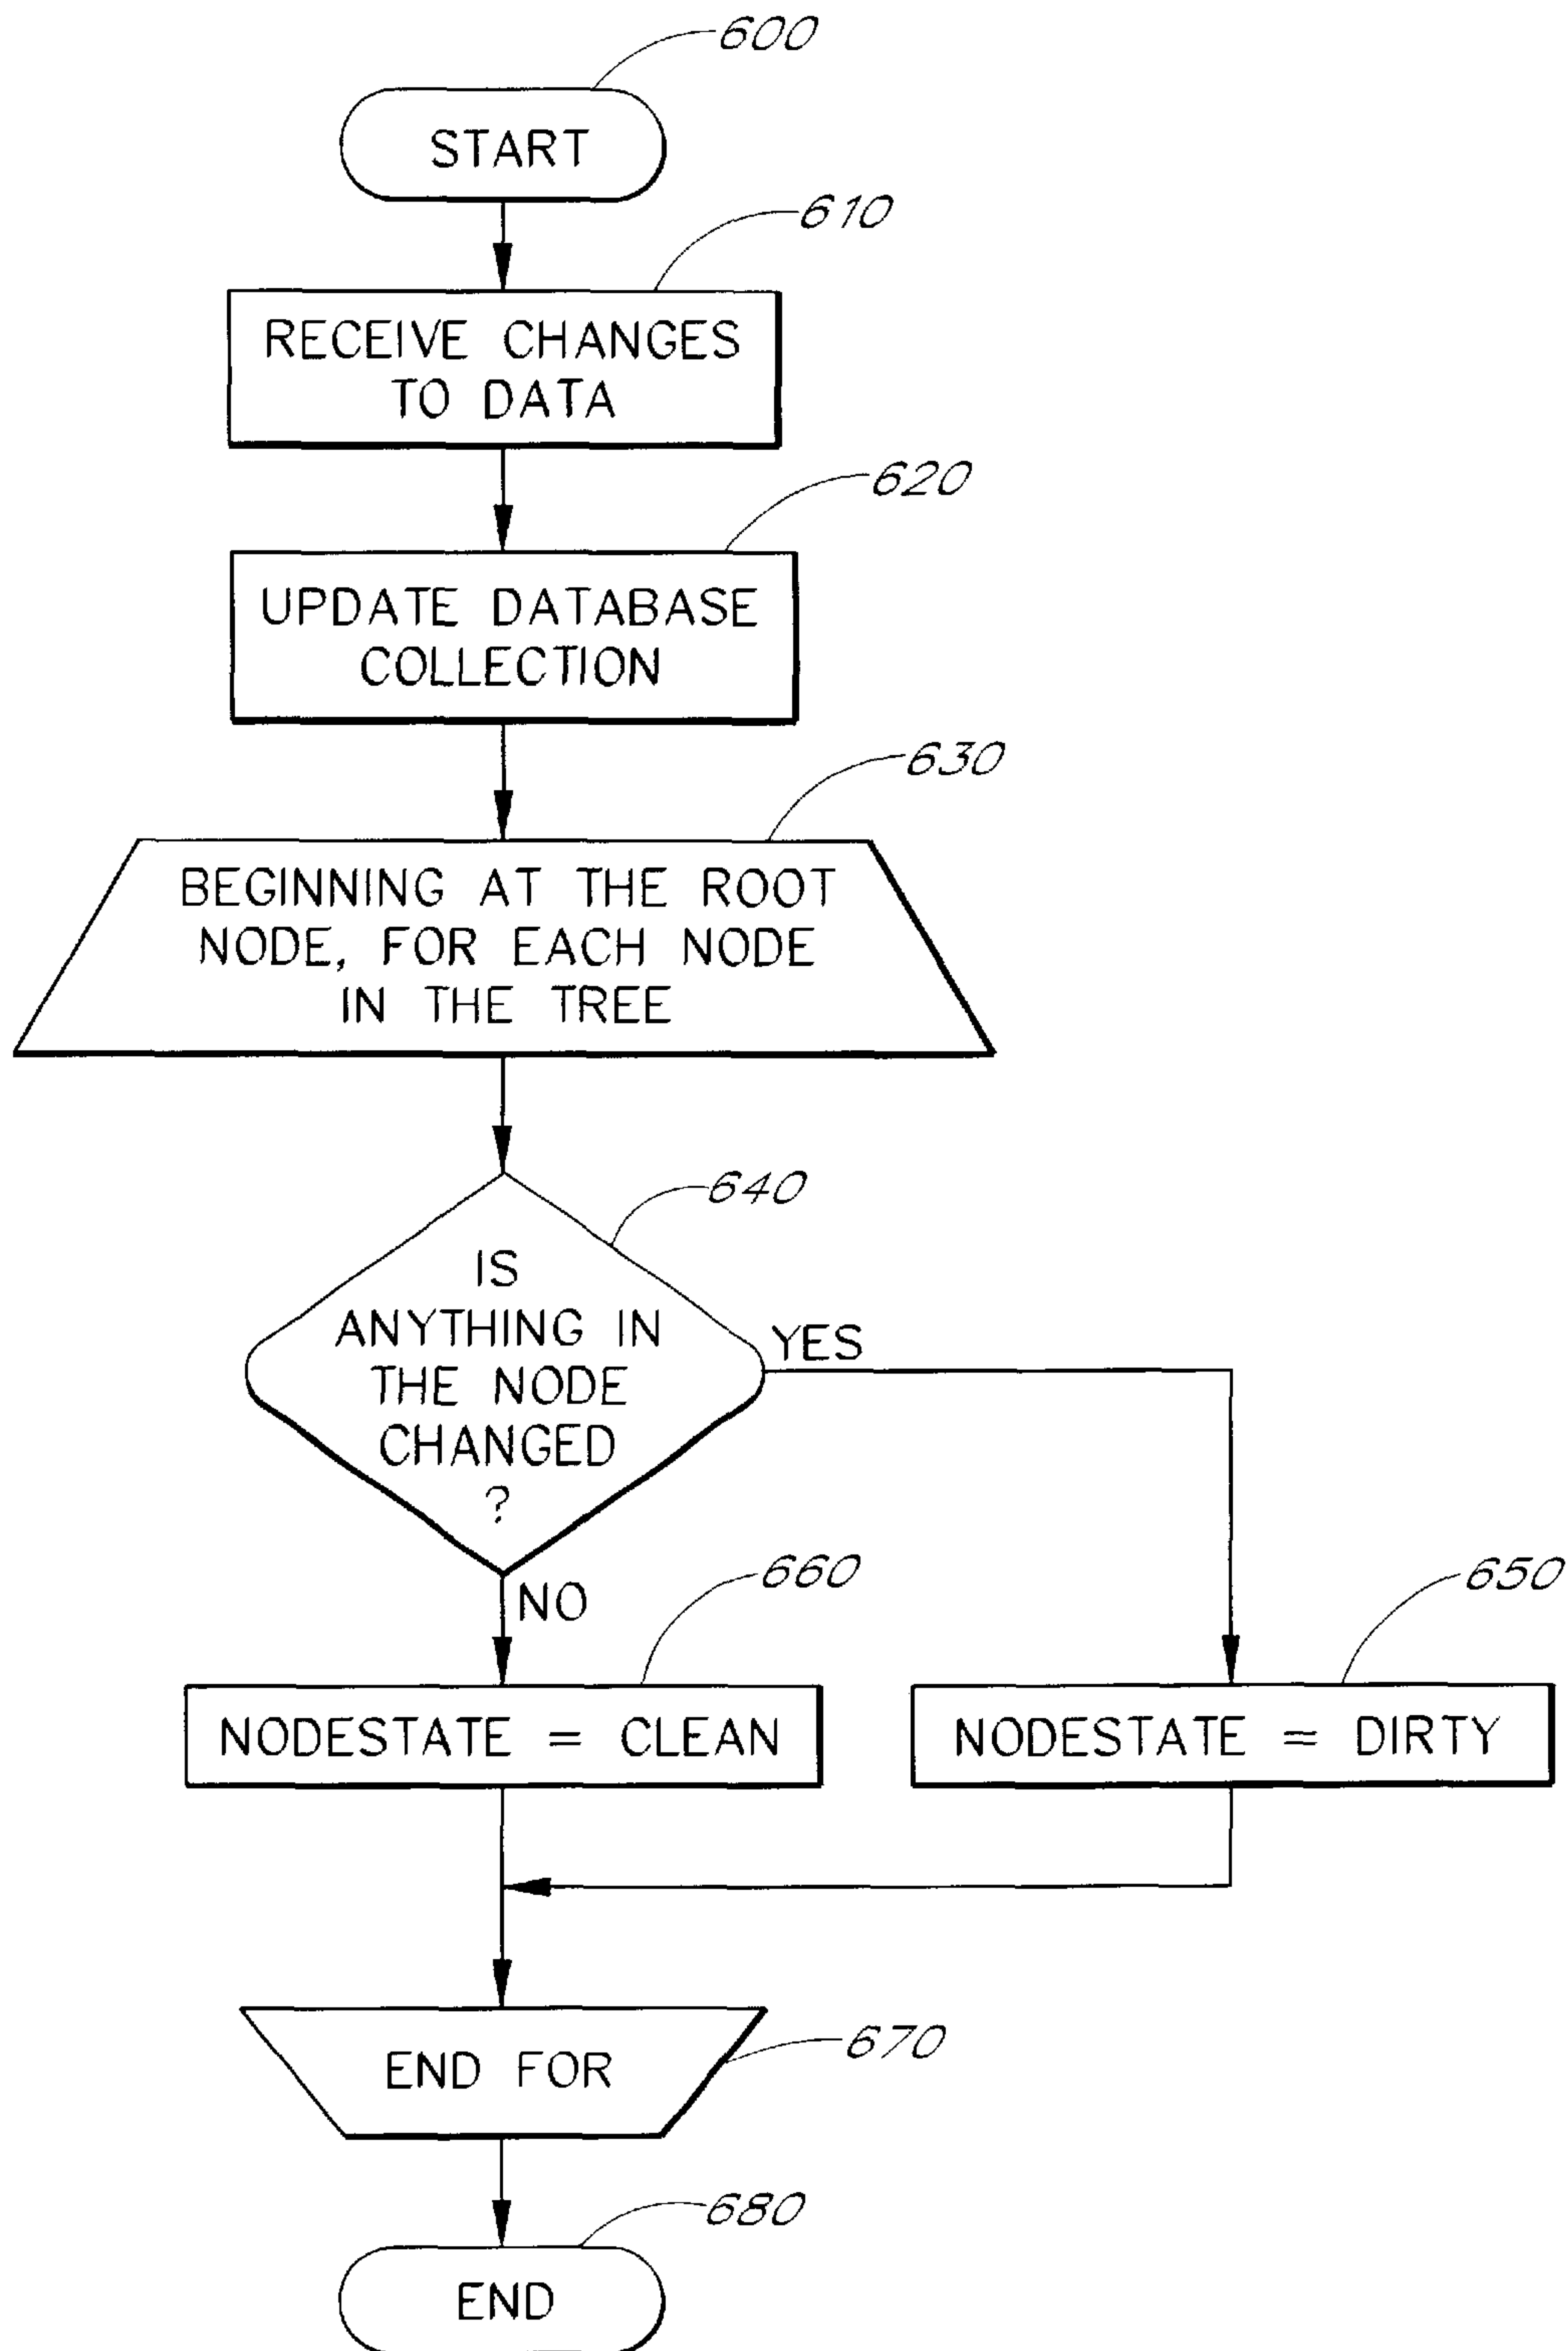 600
START
610
RECEIVE CHANGES
TO DATA
620
UPDATE DATABASE
COLLECTION
630
BEGINNING AT THE ROOT
NODE, FOR EACH NODE
IN THE TREE
640
IS
ANYTHING IN
THE NODE
CHANGED
?
YES
NO
660
650
NODESTATE = CLEAN
NODESTATE = DIRTY
END FOR
670
680
END